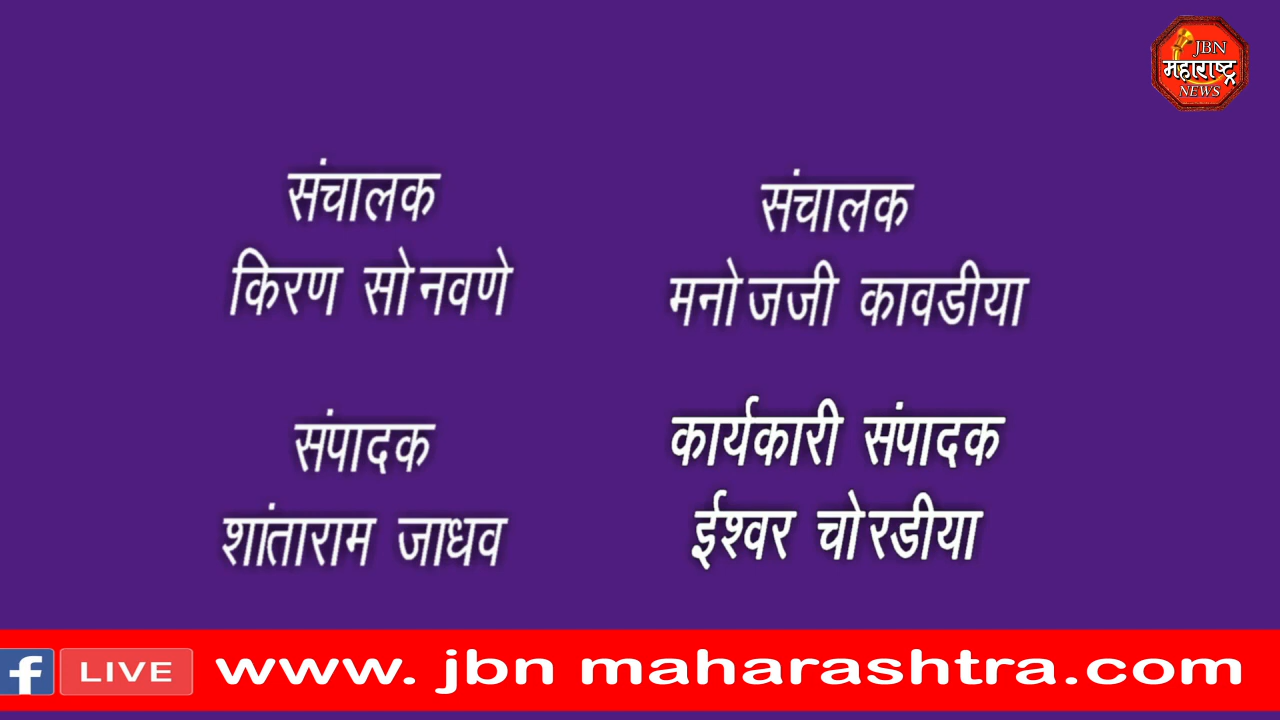 JBN
महाराष्ट्र
NEWS
संचालक
किरण सोनवणे
संचालक
मनोजजी कावडीया
संपादक
शांताराम जाधव
कार्यकारी संपादक
ईश्वर चोरडीया
f LIVE www. jbn maharashtra.com